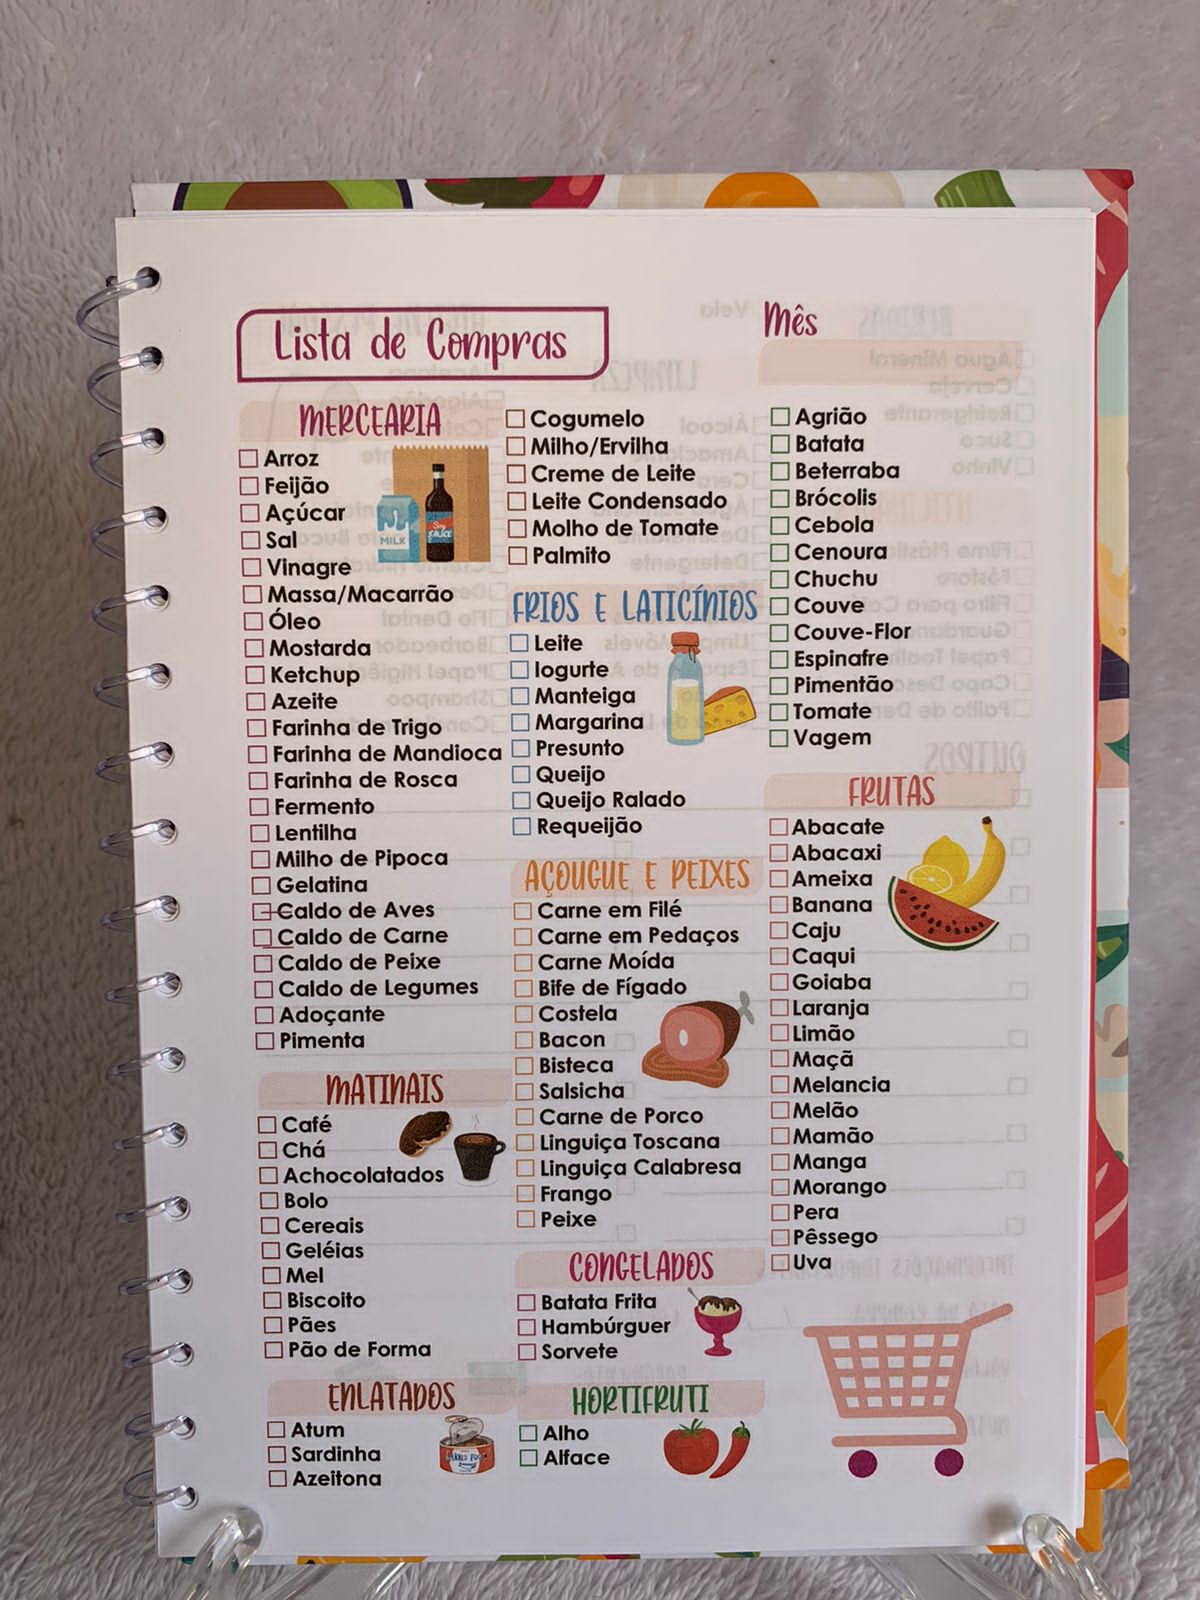 Lista de Compras
Mês
MERCEARIA
Arroz
Feijão
Açúcar
Sal
Vinagre
Massa/Macarrão
Óleo
Mostarda
Ketchup
Azeite
Farinha de Trigo
Farinha de Mandioca
Farinha de Rosca
Fermento
Lentilha
Milho de Pipoca
Gelatina
Caldo de Aves
Caldo de Carne
Caldo de Peixe
Caldo de Legumes
Adoçante
Pimenta
MILK
Soy
SAUCE
MATINAIS
Café
Chá
Achocolatados
Bolo
Cereais
Geléias
Mel
Biscoito
Pães
Pão de Forma
ENLATADOS
Atum
Sardinha
Azeitona
Cogumelo
Milho/Ervilha
Creme de Leite
Leite Condensado
Molho de Tomate
Palmito
FRIOS E LATICÍNIOS
Leite
Iogurte
Manteiga
Margarina
Presunto
Queijo
Queijo Ralado
Requeijão
AÇOUGUE E PEIXES
Carne em Filé
Carne em Pedaços
Carne Moída
Bife de Fígado
Costela
Bacon
Bisteca
Salsicha
Carne de Porco
Linguiça Toscana
Linguiça Calabresa
Frango
Peixe
CONGELADOS
Batata Frita
Hambúrguer
Sorvete
HORTIFRUTI
Alho
Alface
Agrião
Batata
Beterraba
Brócolis
Cebola
Cenoura
Chuchu
Couve
Couve-Flor
Espinafre
Pimentão
Tomate
Vagem
FRUTAS
Abacate
Abacaxi
Ameixa
Banana
Caju
Caqui
Goiaba
Laranja
Limão
Maçã
Melancia
Melão
Mamão
Manga
Morango
Pera
Pêssego
Uva